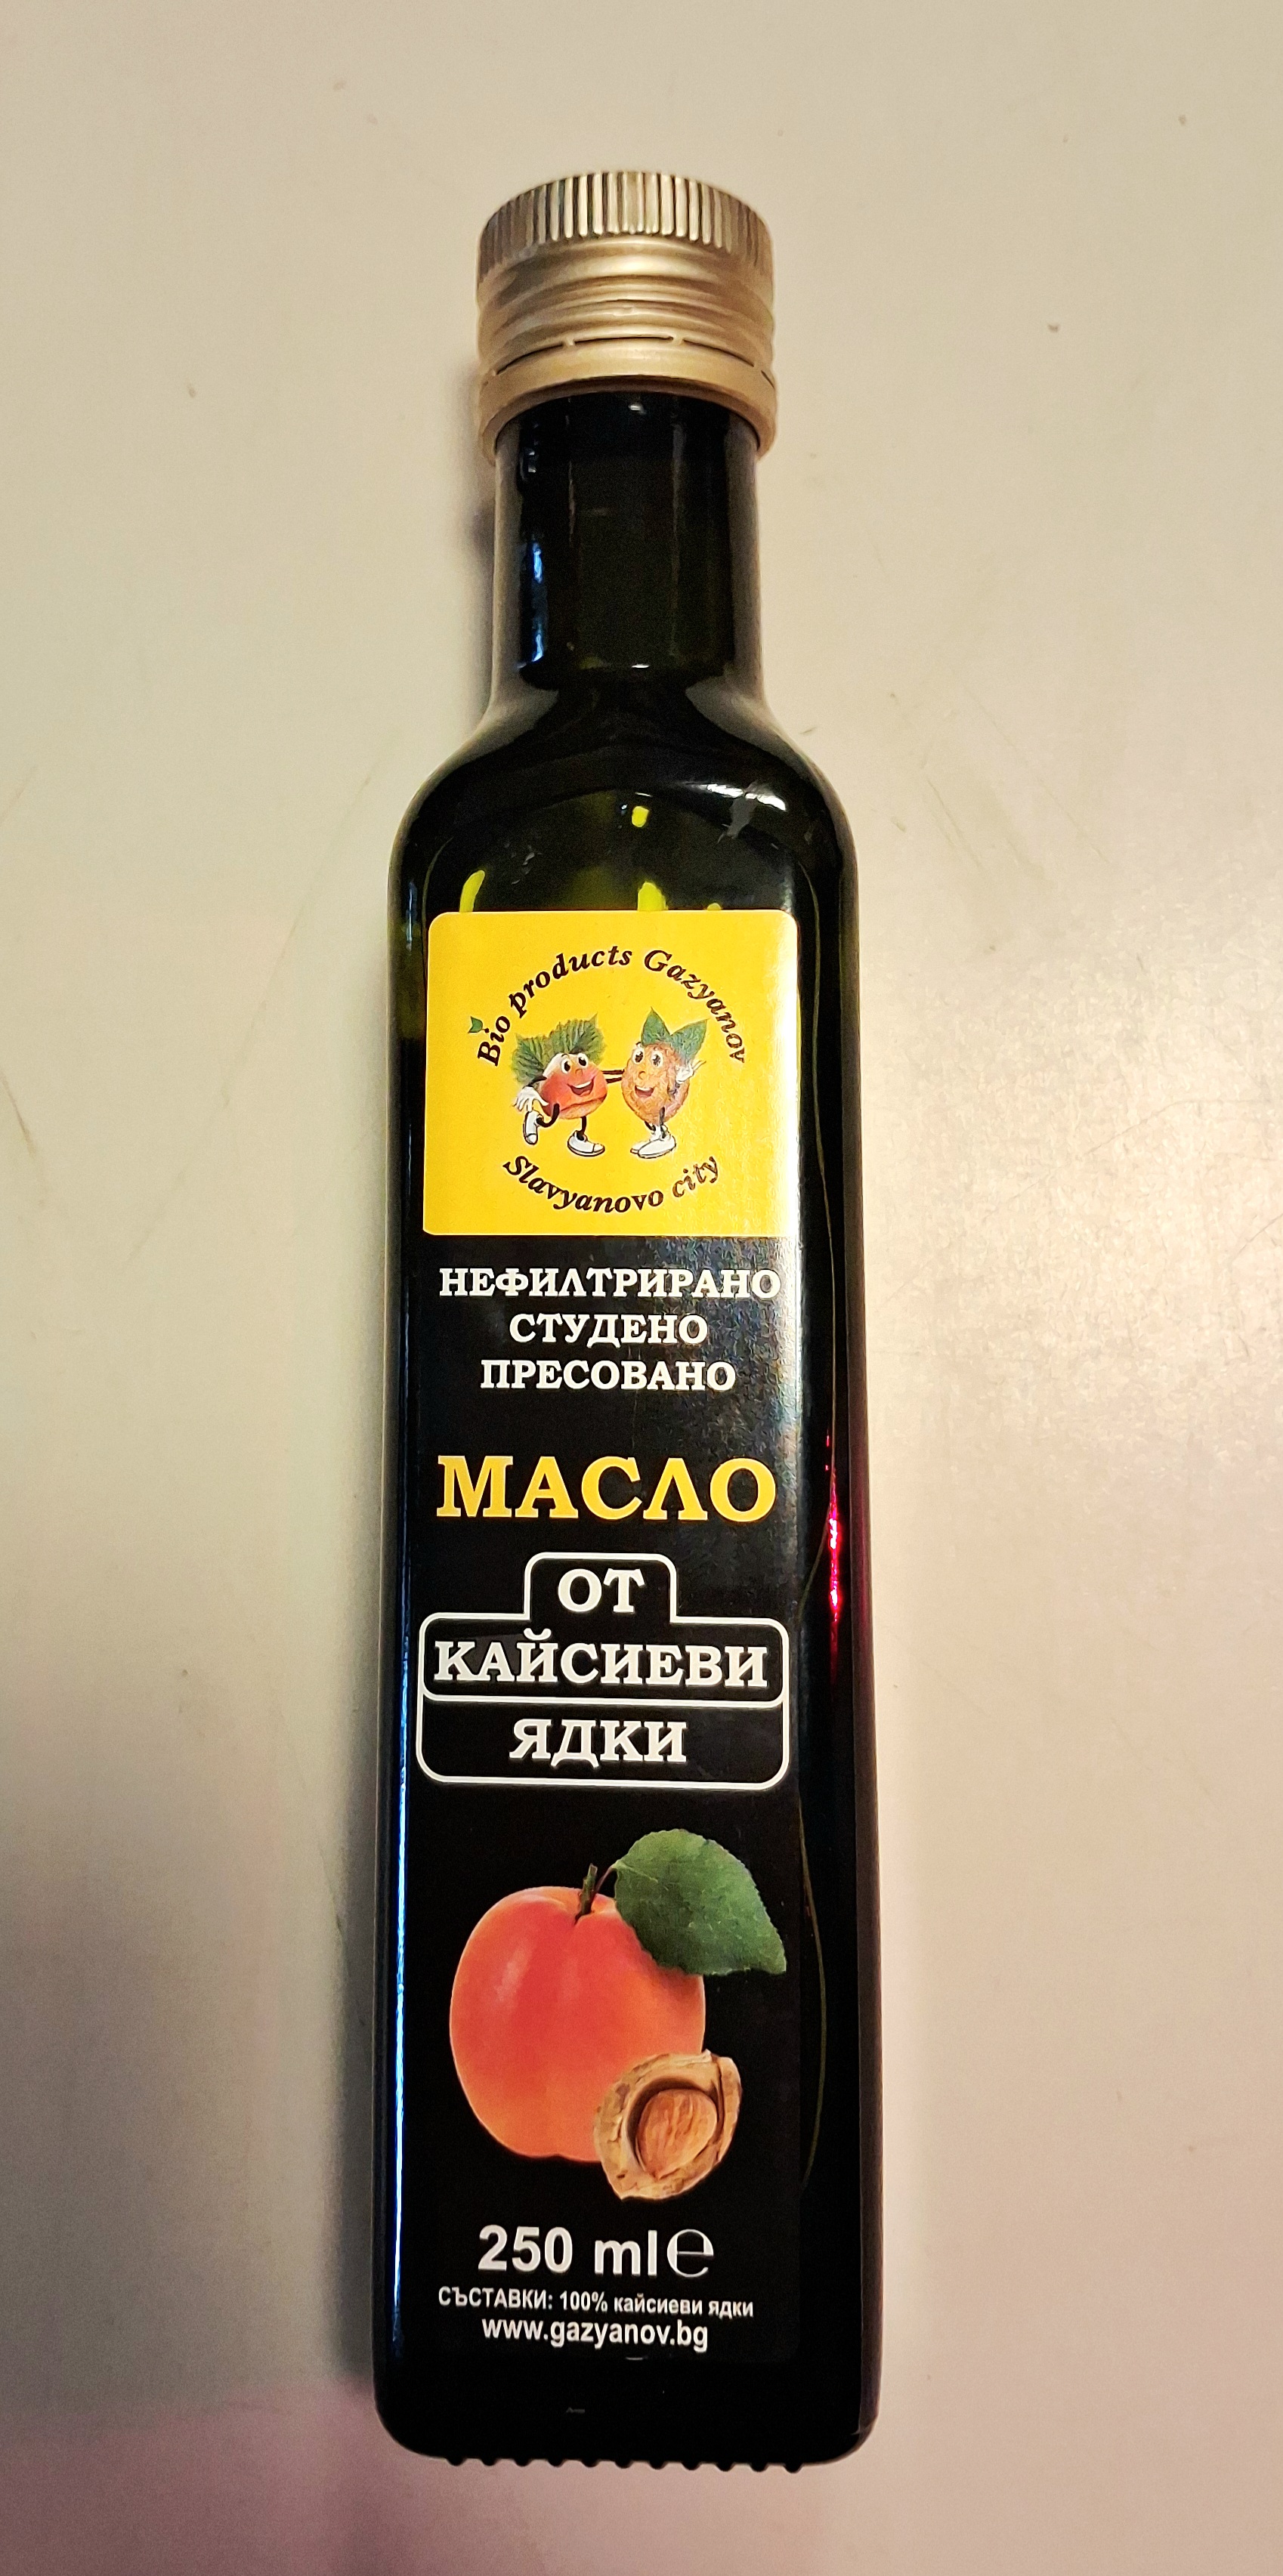 Bio products Gazyanov
Slavyanovo city
НЕФИЛТРИРАНО
СТУДЕНО
ПРЕСОВАНО
МАСЛО
ОТ
КАЙСИЕВИ
ЯДКИ
250 ml ℮
СЪСТАВКИ: 100% кайсиеви ядки
www.gazyanov.bg